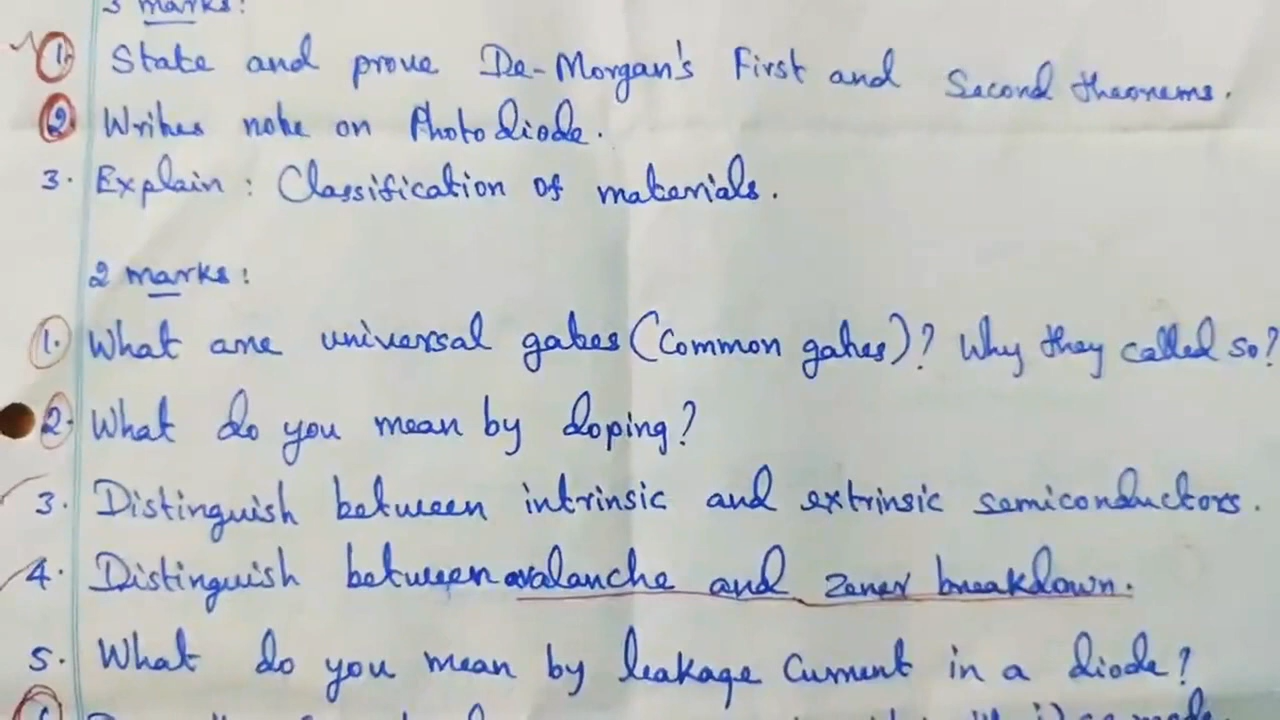 3 marks:
1. State and prove De-Morgan's First and Second theorems.
2. Writes note on Photodiode.
3. Explain : Classification of materials.
2 marks:
1. What are universal gates (Common gates)? Why they called so?
2. What do you mean by doping?
3. Distinguish between intrinsic and extrinsic semiconductors.
4. Distinguish between avalanche and zener breakdown.
5. What do you mean by leakage Current in a diode?